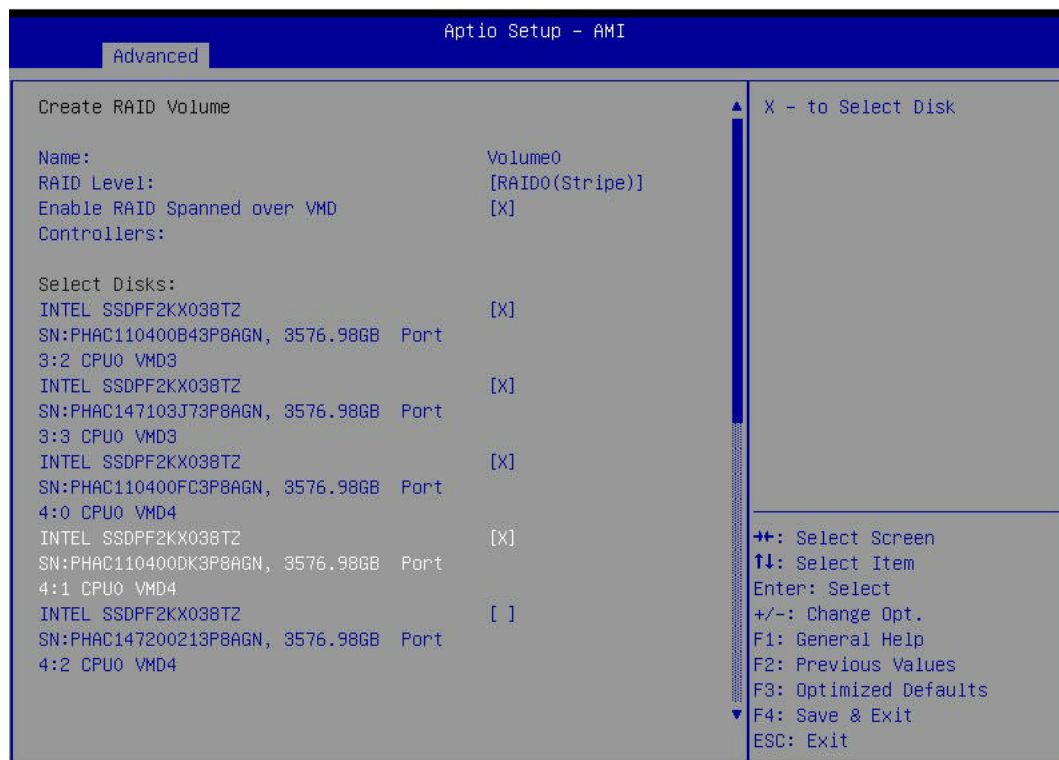 Aptio Setup – AMI
Advanced
Create RAID Volume
Name: Volume0
RAID Level: [RAID0(Stripe)]
Enable RAID Spanned over VMD [X]
Controllers:
Select Disks:
INTEL SSDPF2KX038TZ [X]
SN:PHAC110400B43P8AGN, 3576.98GB Port
3:2 CPU0 VMD3
INTEL SSDPF2KX038TZ [X]
SN:PHAC147103J73P8AGN, 3576.98GB Port
3:3 CPU0 VMD3
INTEL SSDPF2KX038TZ [X]
SN:PHAC110400FC3P8AGN, 3576.98GB Port
4:0 CPU0 VMD4
INTEL SSDPF2KX038TZ [X]
SN:PHAC110400DK3P8AGN, 3576.98GB Port
4:1 CPU0 VMD4
INTEL SSDPF2KX038TZ [ ]
SN:PHAC147200213P8AGN, 3576.98GB Port
4:2 CPU0 VMD4
X – to Select Disk
→←: Select Screen
↑↓: Select Item
Enter: Select
+/-: Change Opt.
F1: General Help
F2: Previous Values
F3: Optimized Defaults
F4: Save & Exit
ESC: Exit